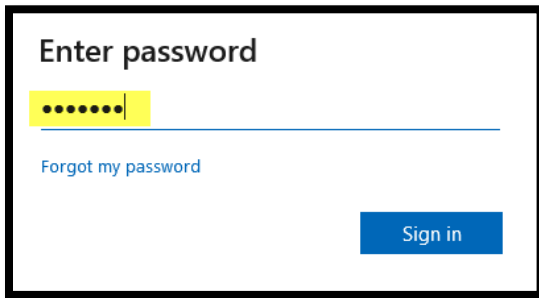 Enter password
•••••••
Forgot my password
Sign in